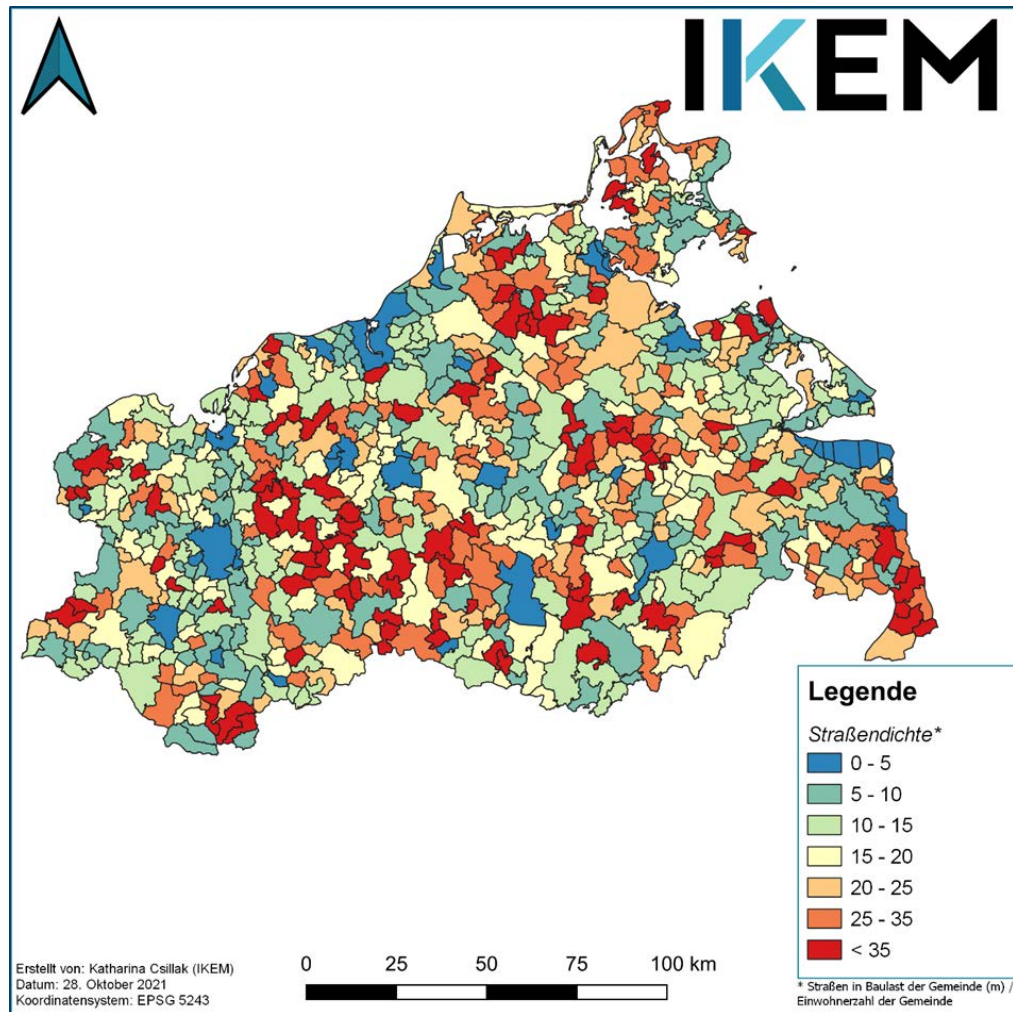 IKEM
Legende
Straßendichte*
0 - 5
5 - 10
10 - 15
15 - 20
20 - 25
25 - 35
< 35
* Straßen in Baulast der Gemeinde (m) /
Einwohnerzahl der Gemeinde
0 25 50 75 100 km
Erstellt von: Katharina Csillak (IKEM)
Datum: 28. Oktober 2021
Koordinatensystem: EPSG 5243